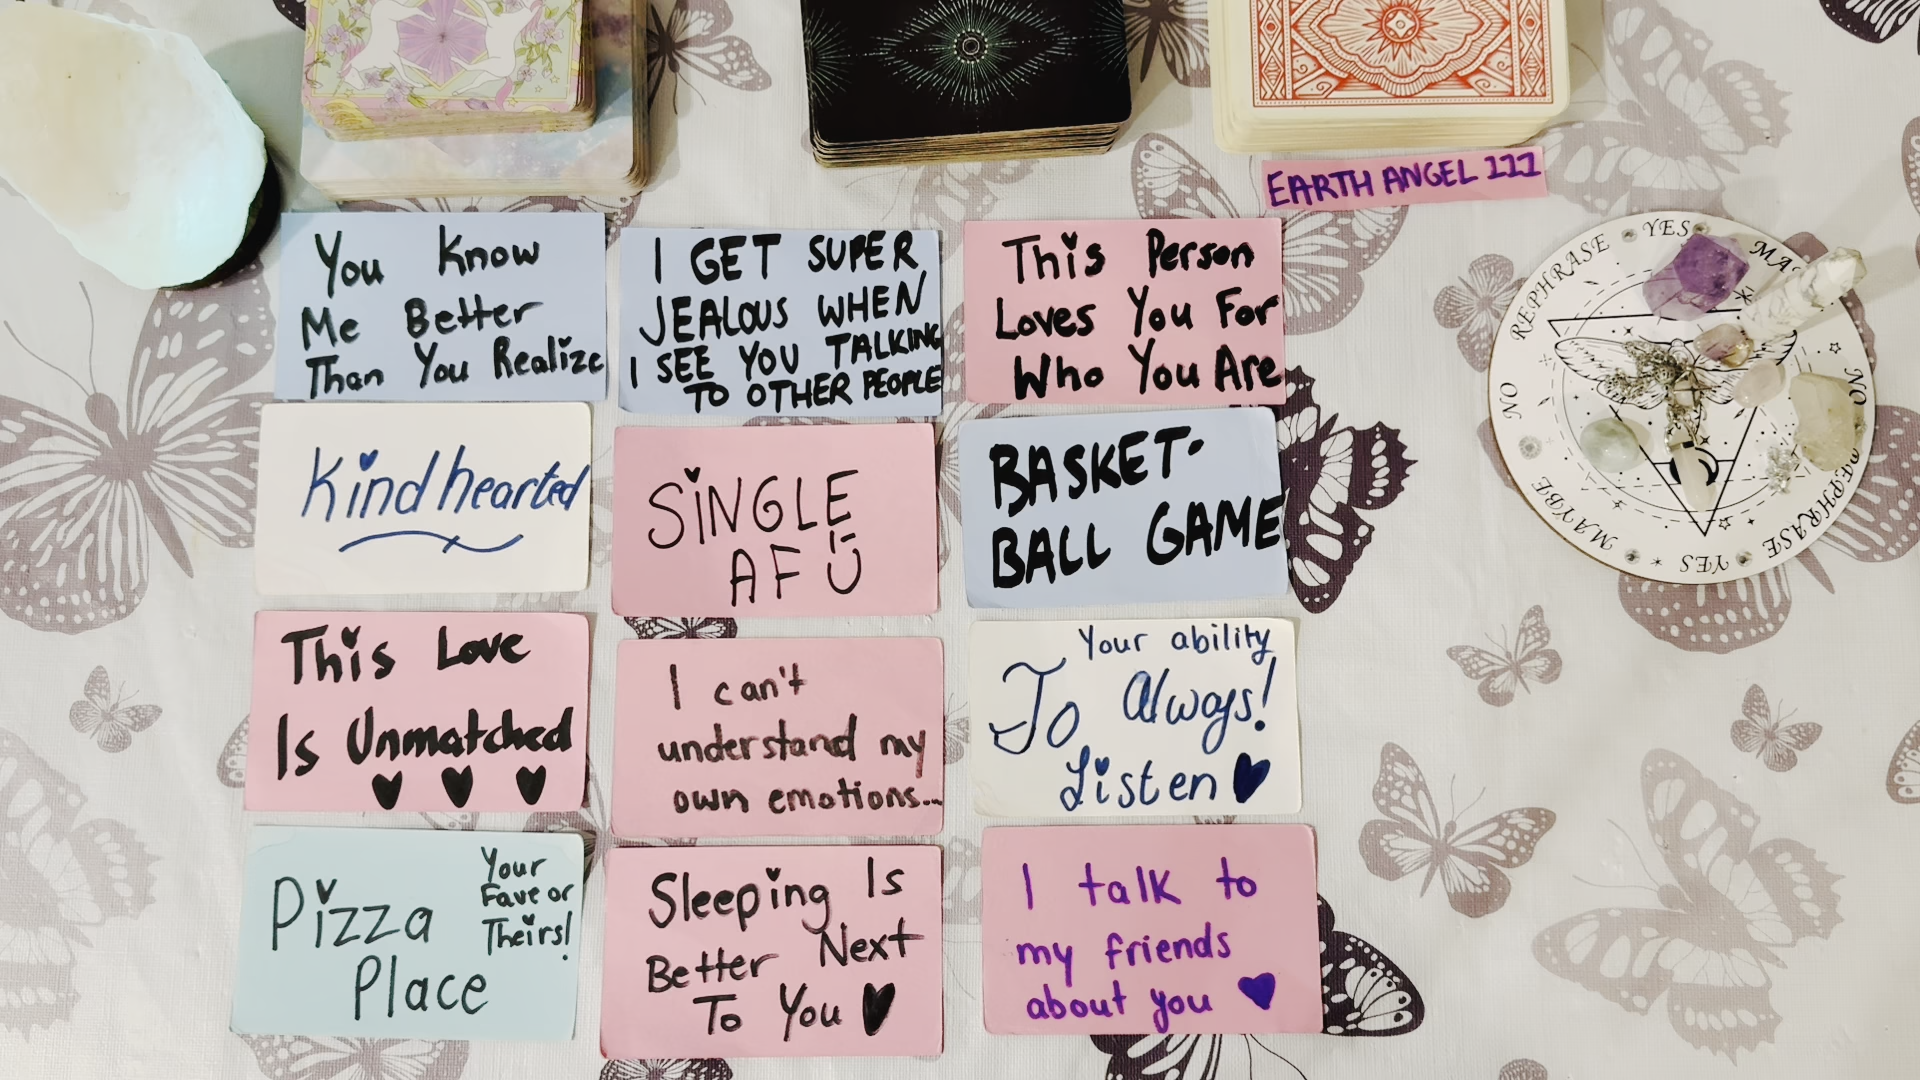 EARTH ANGEL 111
You Know
Me Better
Than You Realize
I GET SUPER
JEALOUS WHEN
I SEE YOU TALKING
TO OTHER PEOPLE
This Person
Loves You For
Who You Are
Kindhearted
SiNGLE
AF
BASKET-
BALL GAME
This Love
Is Unmatched
I can't
understand my
own emotions...
Your ability
To Always!
Listen
Pizza
Place
Your
Fave or
Theirs!
Sleeping Is
Better Next
To You
I talk to
my friends
about you
REPHRASE
YES
NO
MAYBE
YES
REPHRASE
NO